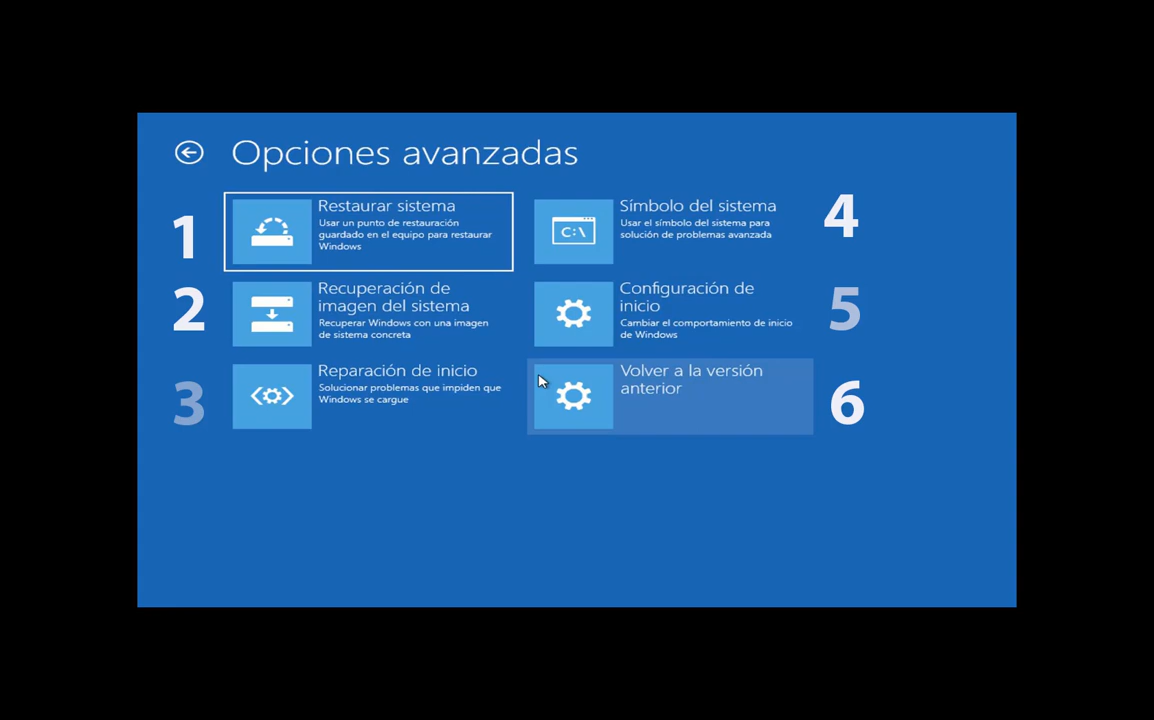 Opciones avanzadas
1
Restaurar sistema
Usar un punto de restauración
guardado en el equipo para restaurar
Windows
2
Recuperación de
imagen del sistema
Recuperar Windows con una imagen
de sistema concreta
3
Reparación de inicio
Solucionar problemas que impiden que
Windows se cargue
Símbolo del sistema
Usar el símbolo del sistema para
solución de problemas avanzada
C:\
4
Configuración de
inicio
Cambiar el comportamiento de inicio
de Windows
5
Volver a la versión
anterior
6